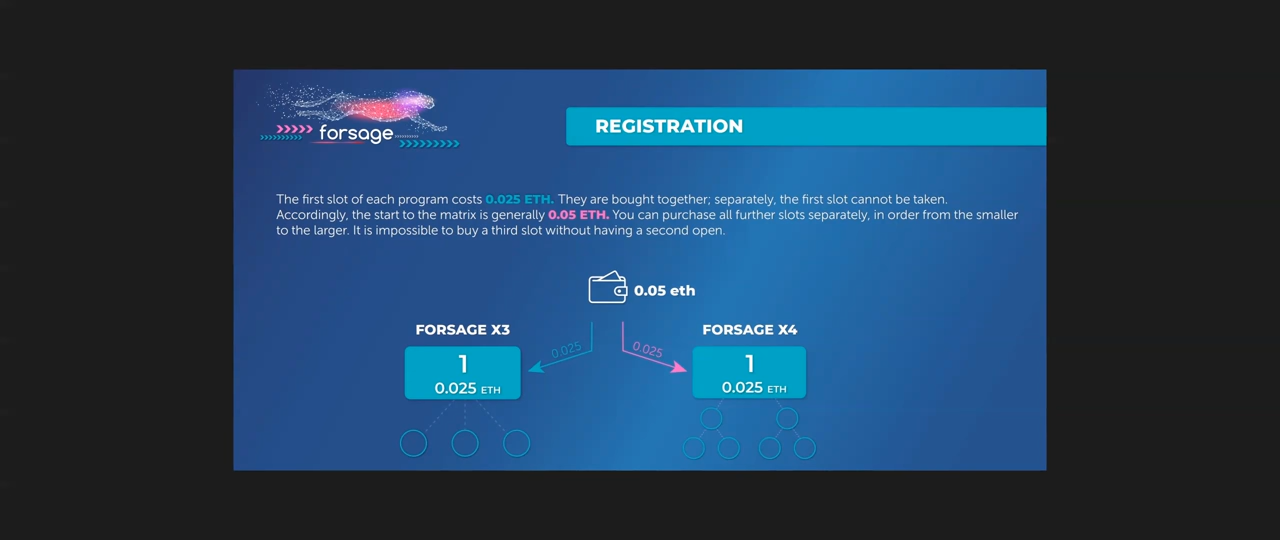 forsage
REGISTRATION
The first slot of each program costs 0.025 ETH. They are bought together; separately, the first slot cannot be taken.
Accordingly, the start to the matrix is generally 0.05 ETH. You can purchase all further slots separately, in order from the smaller
to the larger. It is impossible to buy a third slot without having a second open.
0.05 eth
FORSAGE X3
FORSAGE X4
0.025
0.025
1
0.025 ETH
1
0.025 ETH